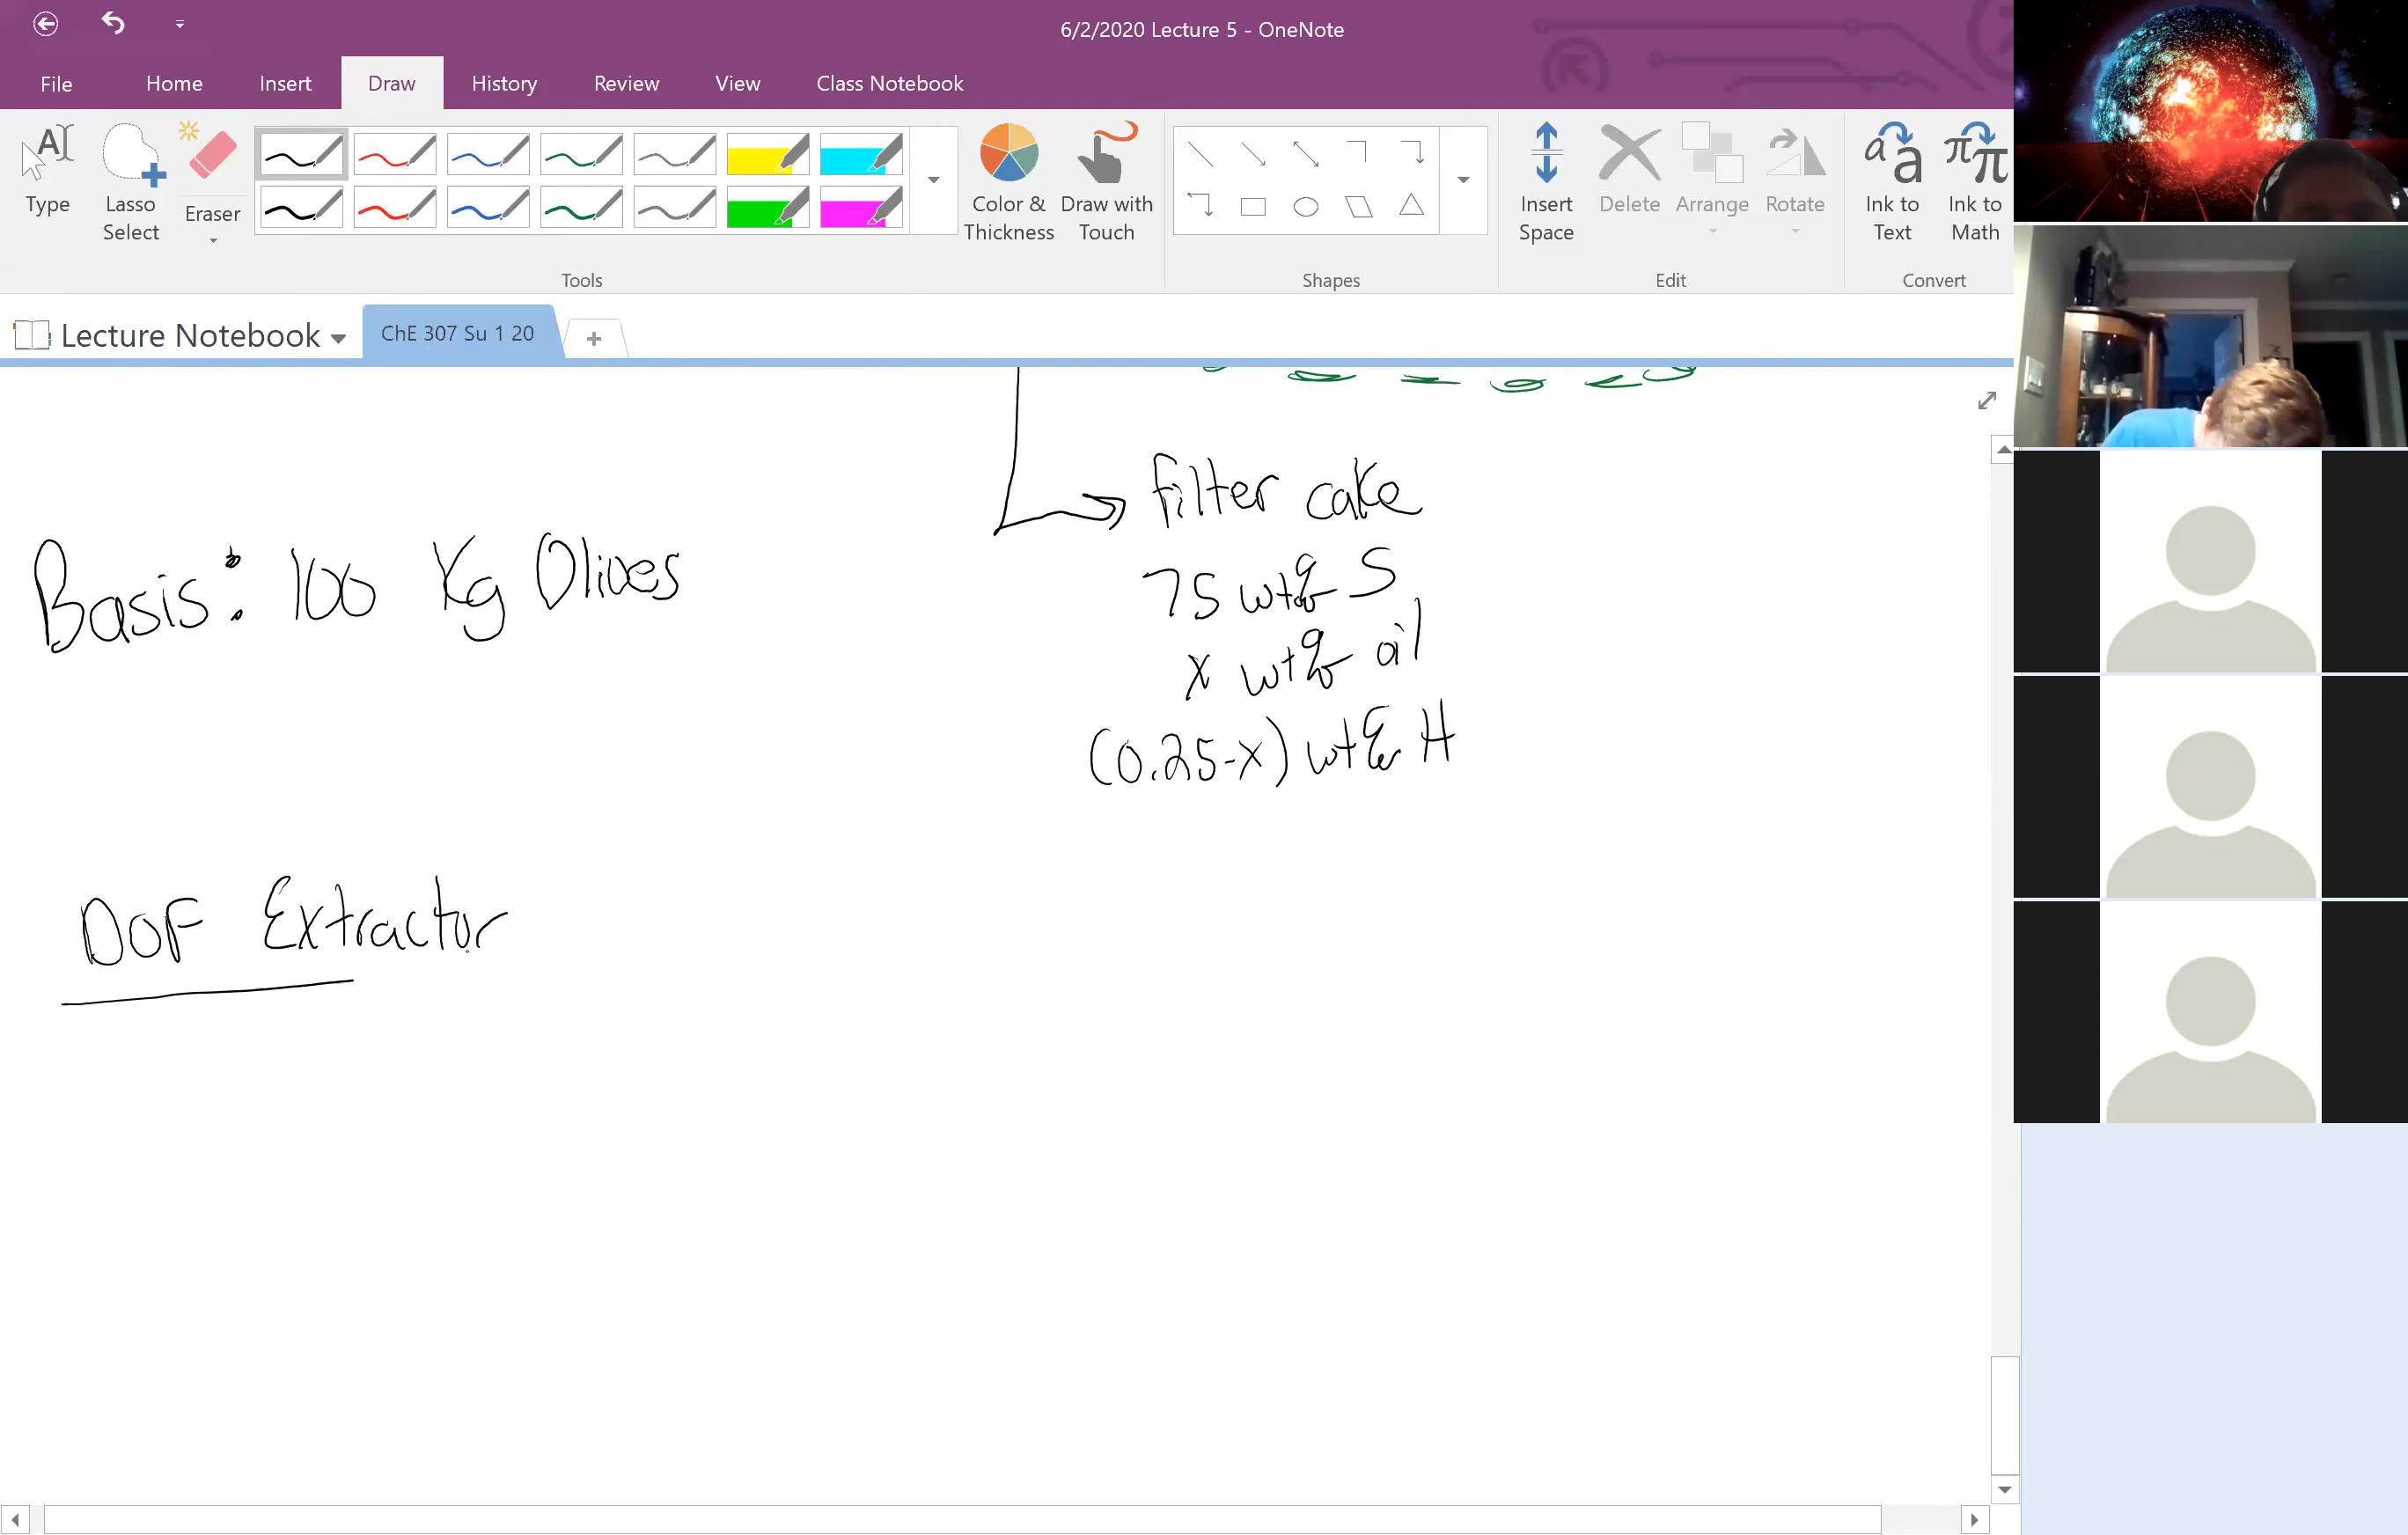 6/2/2020 Lecture 5 - OneNote
File Home Insert Draw History Review View Class Notebook
Type
Lasso Select
Eraser
Color & Thickness
Draw with Touch
Insert Space
Delete
Arrange
Rotate
Ink to Text
Ink to Math
Tools Shapes Edit Convert
Lecture Notebook ChE 307 Su 1 20
filter cake
Basis: 100 Kg Olives
75 wt% S
x wt% oil
(0.25-x) wt% H
DOF Extractor